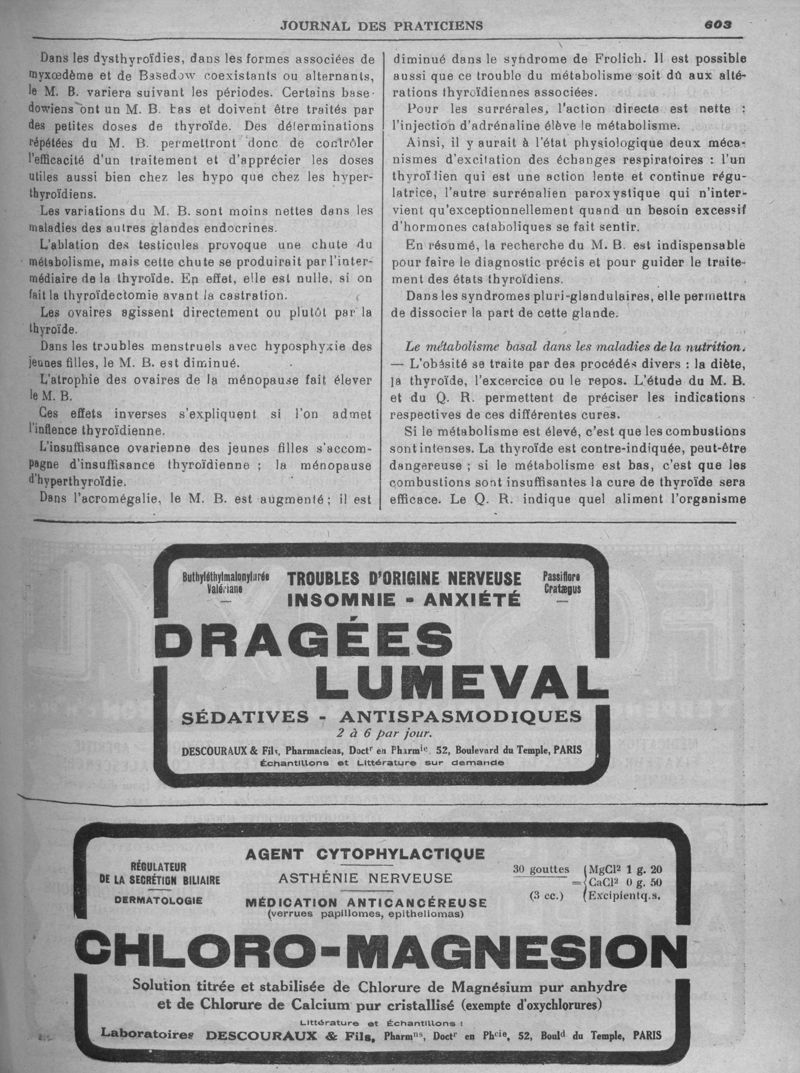 JOURNAL DES PRATICIENS 603
Dans les dysthyroïdies, dans les formes associées de
myxœdème et de Basedow coexistants ou alternants,
le M. B. variera suivant les périodes. Certains base-
dowiens ont un M. B. bas et doivent être traités par
des petites doses de thyroïde. Des déterminations
répétées du M. B. permettront donc de contrôler
l'efficacité d'un traitement et d'apprécier les doses
utiles aussi bien chez les hypo que chez les hyper-
thyroïdiens.
Les variations du M. B. sont moins nettes dans les
maladies des autres glandes endocrines.
L'ablation des testicules provoque une chute du
métabolisme, mais cette chute se produirait par l'inter-
médiaire de la thyroïde. En effet, elle est nulle, si on
fait la thyroïdectomie avant la castration.
Les ovaires agissent directement ou plutôt par la
thyroïde.
Dans les troubles menstruels avec hyposphyxie des
jeunes filles, le M. B. est diminué.
L'atrophie des ovaires de la ménopause fait élever
le M. B.
Ces effets inverses s'expliquent si l'on admet
l'inflence thyroïdienne.
L'insuffisance ovarienne des jeunes filles s'accom-
pagne d'insuffisance thyroïdienne ; la ménopause
d'hyperthyroïdie.
Dans l'acromégalie, le M. B. est augmenté ; il est
diminué dans le syndrome de Frolich. Il est possible
aussi que ce trouble du métabolisme soit dû aux alté-
rations thyroïdiennes associées.
Pour les surrérales, l'action directe est nette :
l'injection d'adrénaline élève le métabolisme.
Ainsi, il y aurait à l'état physiologique deux méca-
nismes d'excitation des échanges respiratoires : l'un
thyroïlien qui est une action lente et continue régu-
latrice, l'autre surrénalien paroxystique qui n'inter-
vient qu'exceptionnellement quand un besoin excessif
d'hormones cataboliques se fait sentir.
En résumé, la recherche du M. B. est indispensable
pour faire le diagnostic précis et pour guider le traite-
ment des états thyroïdiens.
Dans les syndromes pluri-glandulaires, elle permettra
de dissocier la part de cette glande.
Le métabolisme basal dans les maladies de la nutrition.
— L'obésité se traite par des procédés divers : la diète,
la thyroïde, l'excercice ou le repos. L'étude du M. B.
et du Q. R. permettent de préciser les indications
respectives de ces différentes cures.
Si le métabolisme est élevé, c'est que les combustions
sont intenses. La thyroïde est contre-indiquée, peut-être
dangereuse ; si le métabolisme est bas, c'est que les
combustions sont insuffisantes la cure de thyroïde sera
efficace. Le Q. R. indique quel aliment l'organisme
Buthyléthylmalonylurée
Valériane
TROUBLES D'ORIGINE NERVEUSE
INSOMNIE - ANXIÉTÉ
Passiflore
Cratægus
DRAGÉES
LUMEVAL
SÉDATIVES - ANTISPASMODIQUES
2 à 6 par jour.
DESCOURAUX & Fils, Pharmaciens, Doctr en Pharmie, 52, Boulevard du Temple, PARIS
Échantillons et Littérature sur demande
RÉGULATEUR
DE LA SECRÉTION BILIAIRE
DERMATOLOGIE
AGENT CYTOPHYLACTIQUE
ASTHÉNIE NERVEUSE
MÉDICATION ANTICANCÉREUSE
(verrues papillomes, epitheliomas)
30 gouttes
(3 cc.)
=
MgCl2 1 g. 20
CaCl2 0 g. 50
Excipient q.s.
CHLORO-MAGNESION
Solution titrée et stabilisée de Chlorure de Magnésium pur anhydre
et de Chlorure de Calcium pur cristallisé (exempte d'oxychlorures)
Littérature et Échantillons :
Laboratoires DESCOURAUX & Fils, Pharmns, Doctr en Phcie, 52, Bould du Temple, PARIS